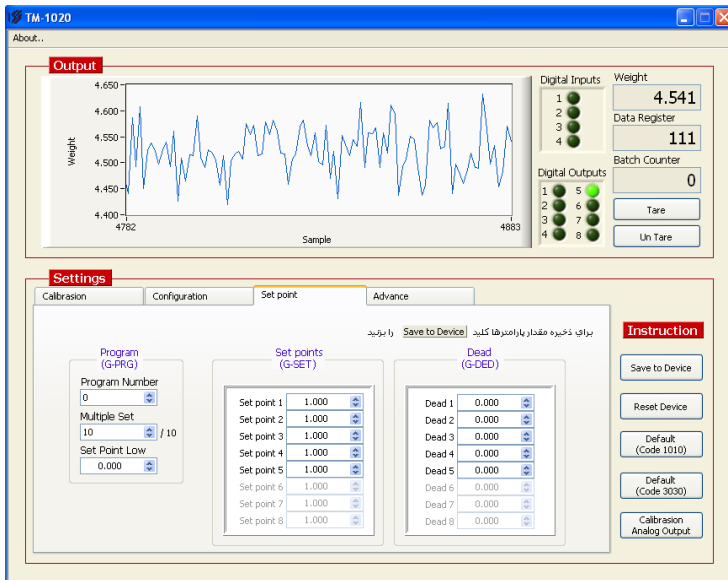 TM-1020
About..
Output
4.650
4.600
4.550
4.500
4.450
4.400
Weight
4782
4883
Sample
Digital Inputs
1
2
3
4
Digital Outputs
1 5
2 6
3 7
4 8
Weight
4.541
Data Register
111
Batch Counter
0
Tare
Un Tare
Settings
Calibrasion Configuration Set point Advance
برای ذخیره مقدار پارامترها کلید Save to Device را بزنید
Program
(G-PRG)
Program Number
0
Multiple Set
10 / 10
Set Point Low
0.000
Set points
(G-SET)
Set point 1 1.000
Set point 2 1.000
Set point 3 1.000
Set point 4 1.000
Set point 5 1.000
Set point 6 1.000
Set point 7 1.000
Set point 8 1.000
Dead
(G-DED)
Dead 1 0.000
Dead 2 0.000
Dead 3 0.000
Dead 4 0.000
Dead 5 0.000
Dead 6 0.000
Dead 7 0.000
Dead 8 0.000
Instruction
Save to Device
Reset Device
Default
(Code 1010)
Default
(Code 3030)
Calibrasion
Analog Output